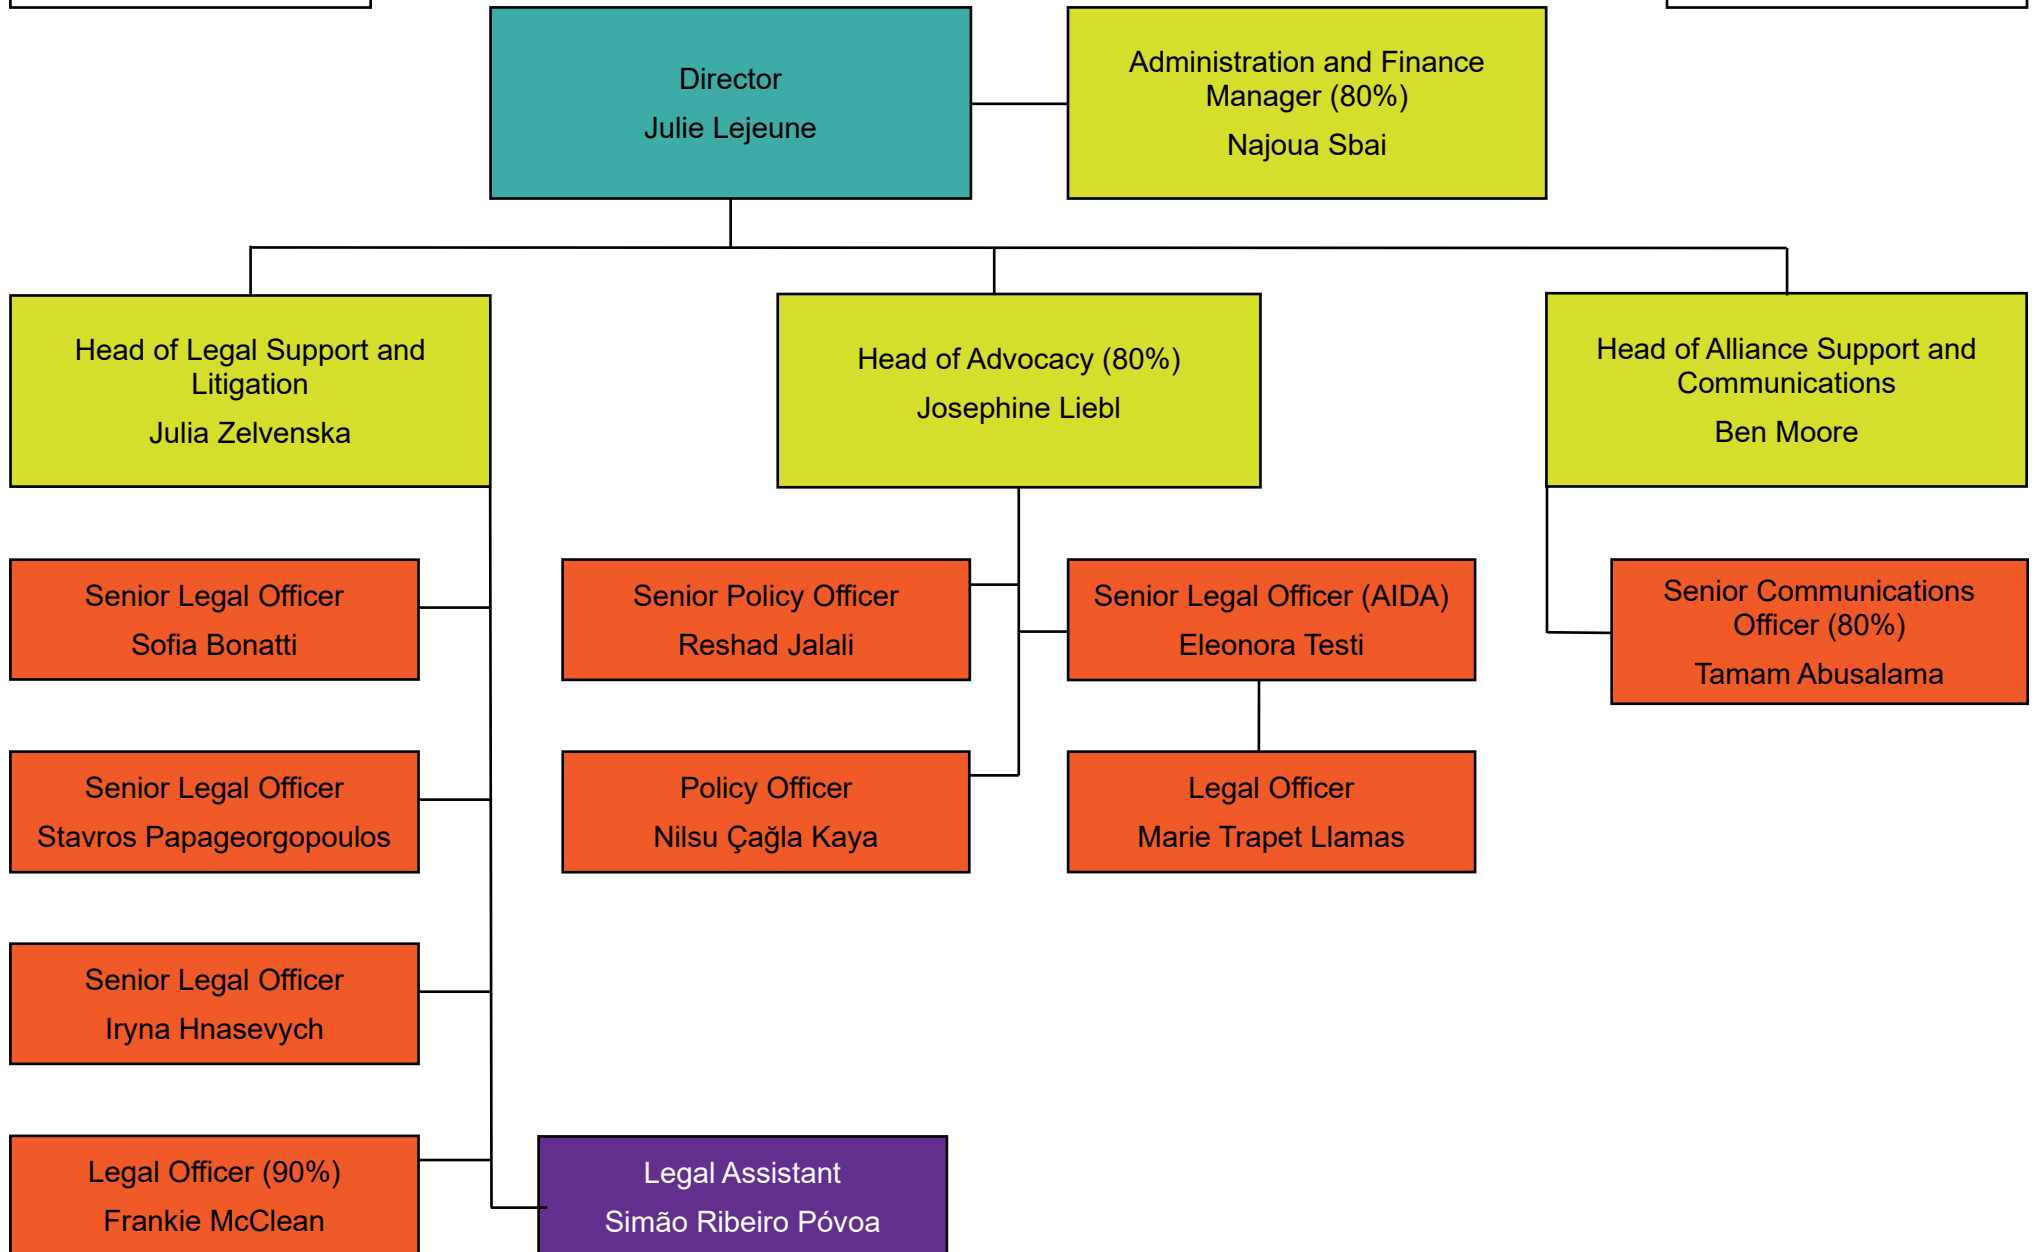 Director
Julie Lejeune
Administration and Finance
Manager (80%)
Najoua Sbai
Head of Legal Support and
Litigation
Julia Zelvenska
Head of Advocacy (80%)
Josephine Liebl
Head of Alliance Support and
Communications
Ben Moore
Senior Legal Officer
Sofia Bonatti
Senior Policy Officer
Reshad Jalali
Senior Legal Officer (AIDA)
Eleonora Testi
Senior Communications
Officer (80%)
Tamam Abusalama
Senior Legal Officer
Stavros Papageorgopoulos
Policy Officer
Nilsu Çağla Kaya
Legal Officer
Marie Trapet Llamas
Senior Legal Officer
Iryna Hnasevych
Legal Officer (90%)
Frankie McClean
Legal Assistant
Simão Ribeiro Póvoa